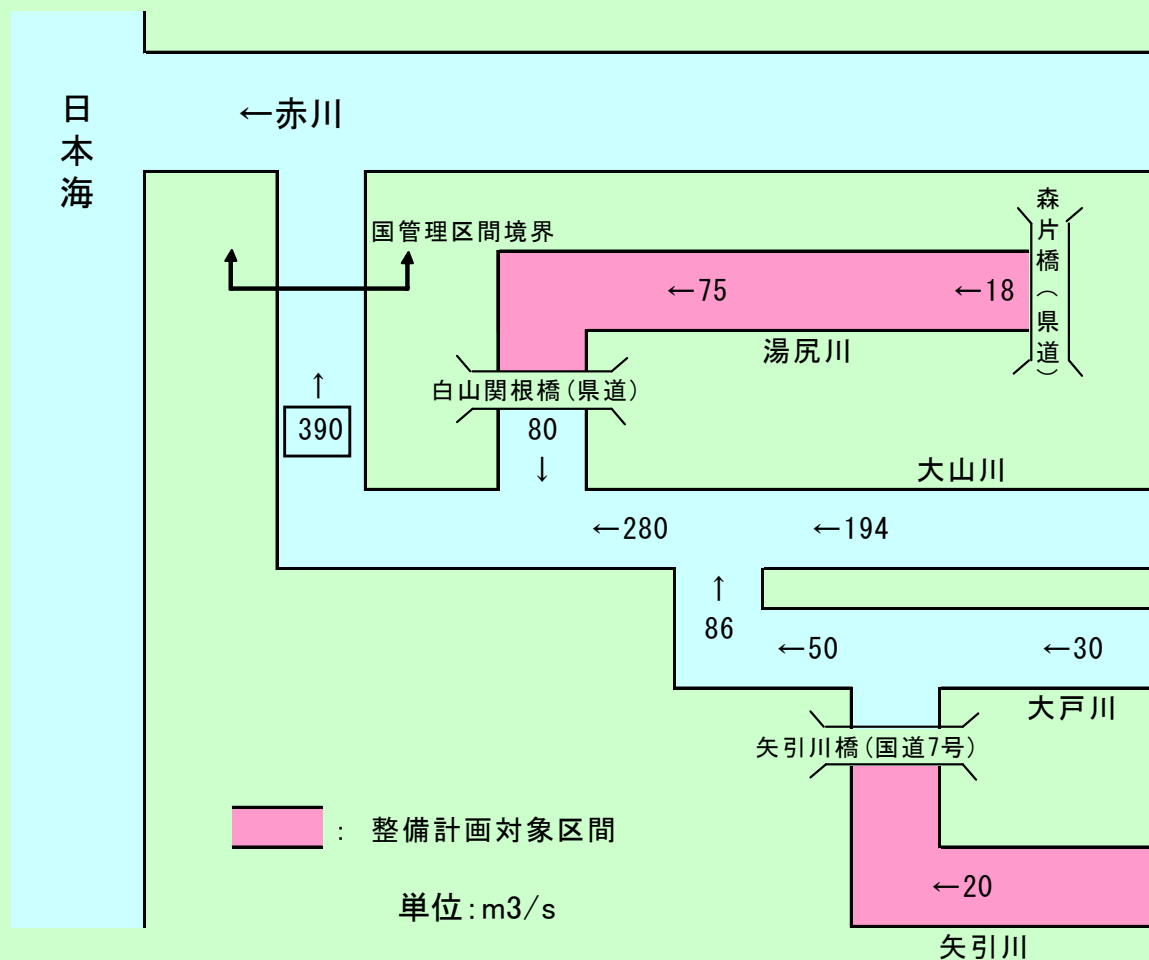 日本海
←赤川
国管理区間境界
森片橋（県道）
←75
←18
湯尻川
白山関根橋(県道)
↑
390
80
↓
大山川
←280
←194
↑
86
←50
←30
大戸川
矢引川橋(国道7号)
： 整備計画対象区間
←20
単位:m3/s
矢引川